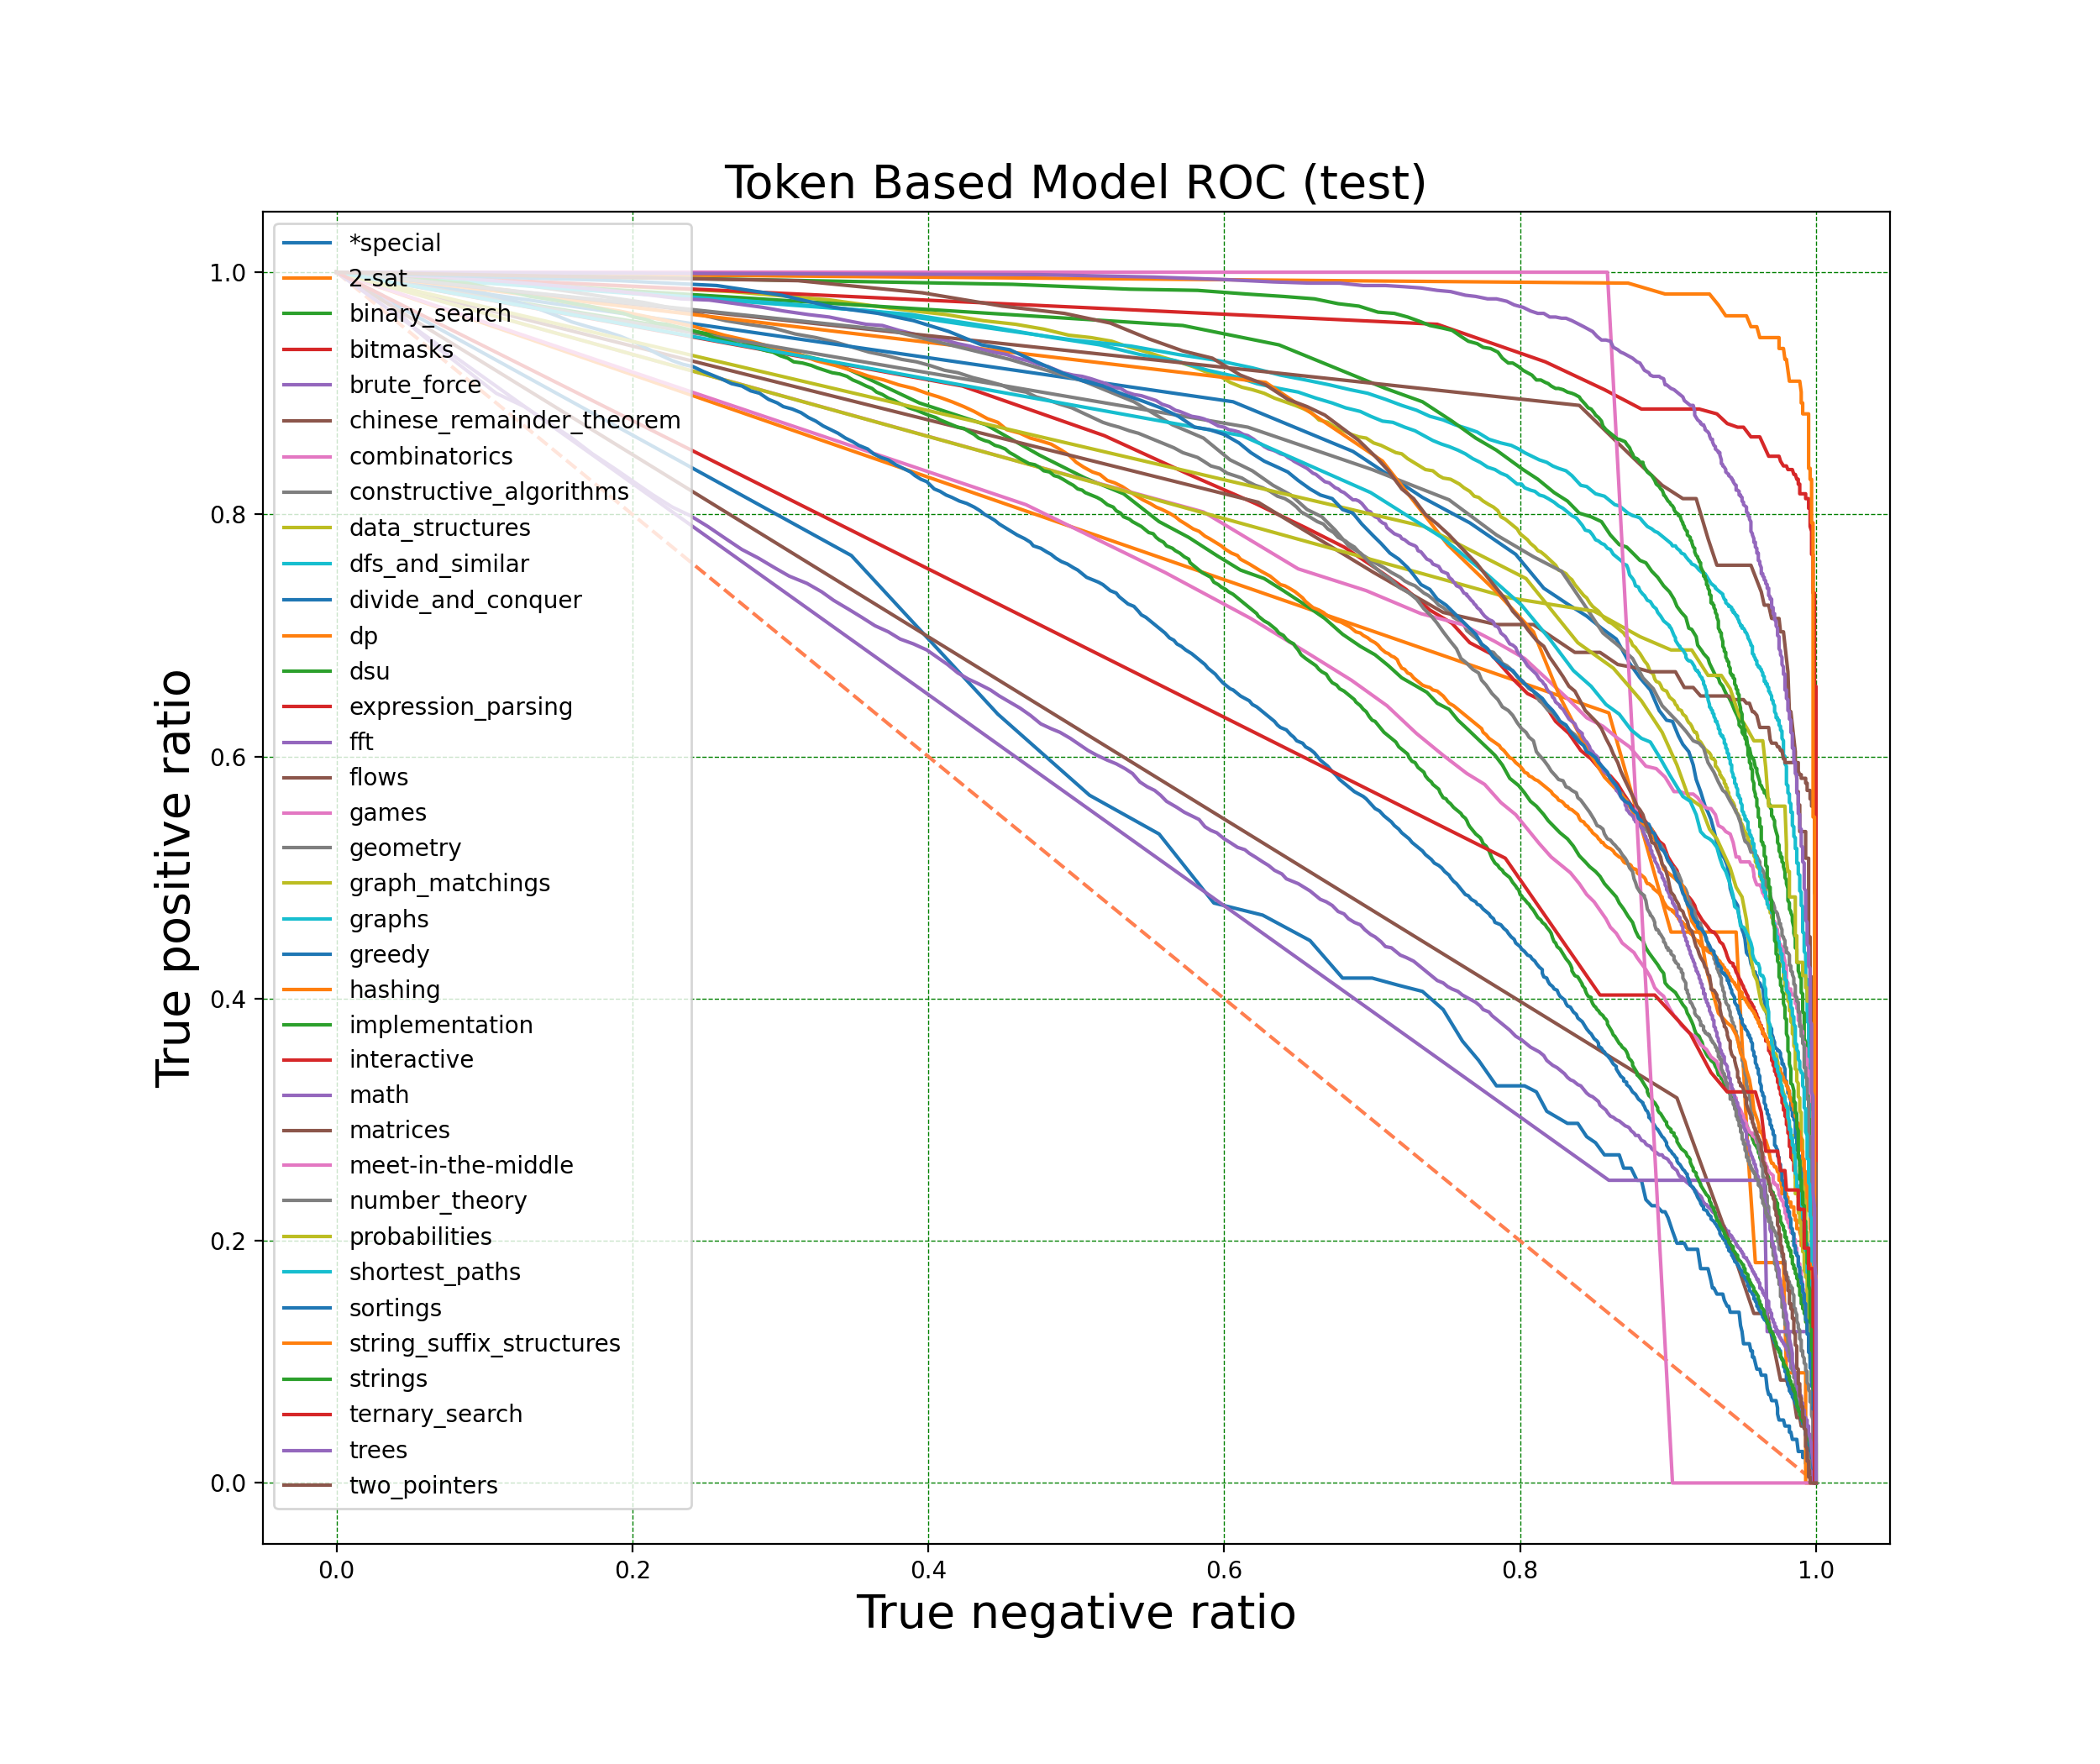 Token Based Model ROC (test)
True positive ratio
1.0
0.8
0.6
0.4
0.2
0.0
*special
2-sat
binary_search
bitmasks
brute_force
chinese_remainder_theorem
combinatorics
constructive_algorithms
data_structures
dfs_and_similar
divide_and_conquer
dp
dsu
expression_parsing
fft
flows
games
geometry
graph_matchings
graphs
greedy
hashing
implementation
interactive
math
matrices
meet-in-the-middle
number_theory
probabilities
shortest_paths
sortings
string_suffix_structures
strings
ternary_search
trees
two_pointers
0.0 0.2 0.4 0.6 0.8 1.0
True negative ratio